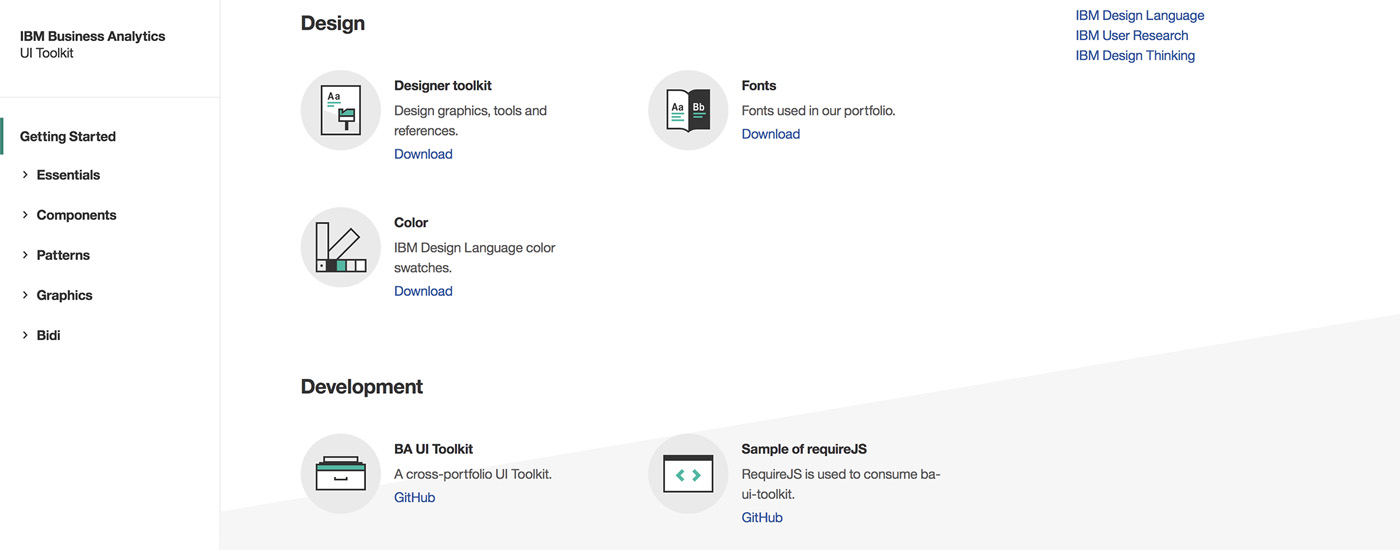 IBM Business Analytics
UI Toolkit
Getting Started
Essentials
Components
Patterns
Graphics
Bidi
Design
Aa
Designer toolkit
Design graphics, tools and
references.
Download
Aa Bb
Fonts
Fonts used in our portfolio.
Download
Color
IBM Design Language color
swatches.
Download
Development
BA UI Toolkit
A cross-portfolio UI Toolkit.
GitHub
Sample of requireJS
RequireJS is used to consume ba-
ui-toolkit.
GitHub
IBM Design Language
IBM User Research
IBM Design Thinking